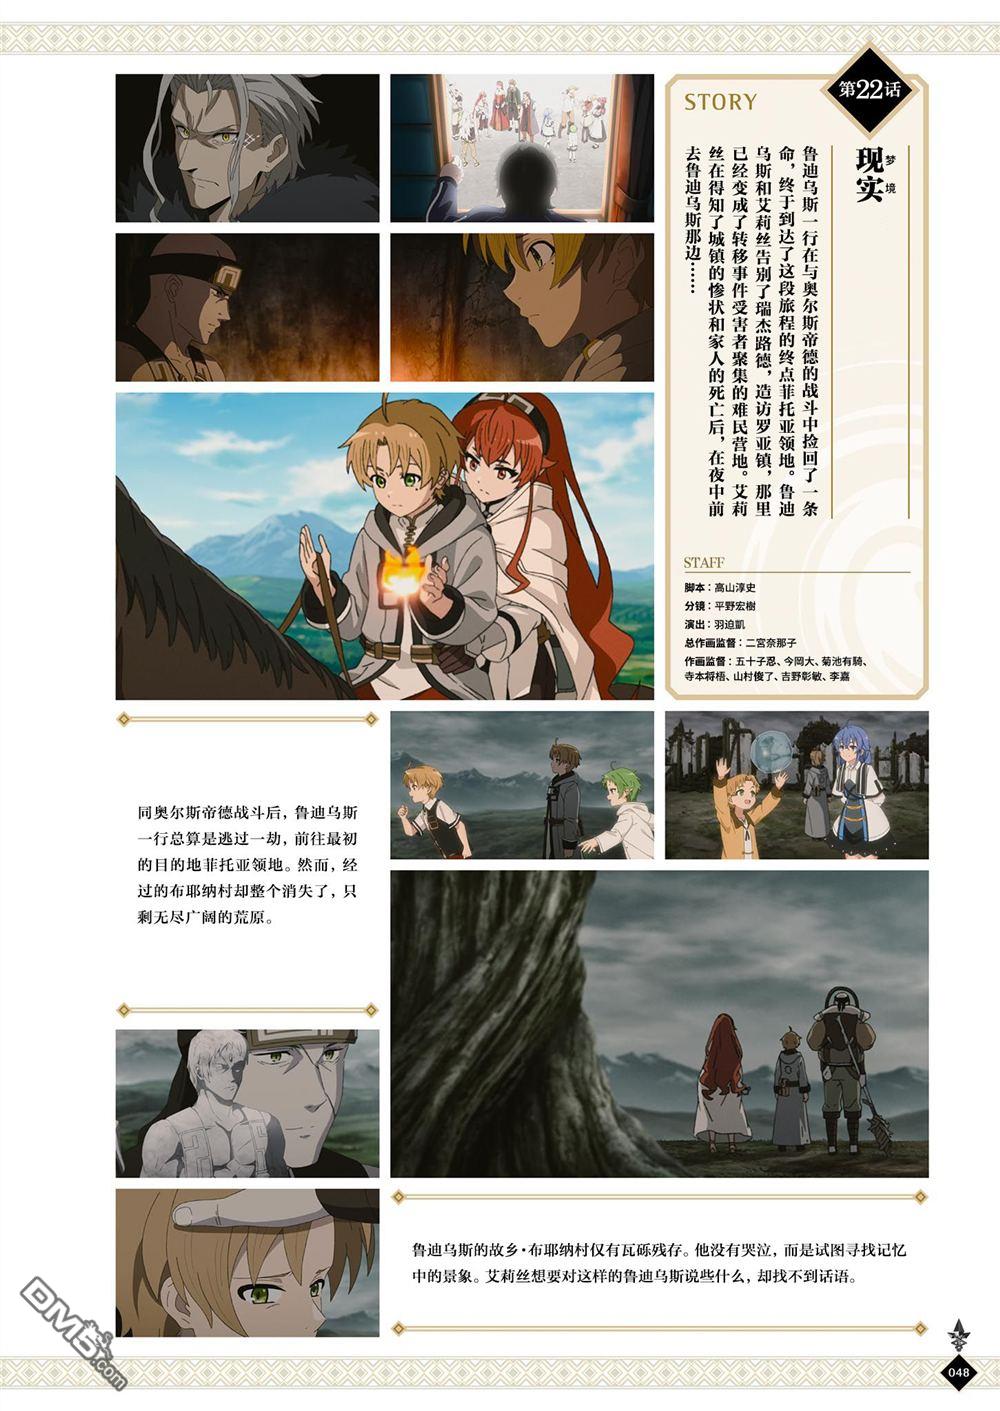 第22话
STORY
现实
梦境
鲁迪乌斯一行在与奥尔斯帝德的战斗中捡回了一条
命，终于到达了这段旅程的终点菲托亚领地。鲁迪
乌斯和艾莉丝告别了瑞杰路德，造访罗亚镇，那里
已经变成了转移事件受害者聚集的难民营地。艾莉
丝在得知了城镇的惨状和家人的死亡后，在夜中前
去鲁迪乌斯那边……
STAFF
脚本：高山淳史
分镜：平野宏樹
演出：羽迫凱
总作画监督：二宮奈那子
作画监督：五十子忍、今岡大、菊池有騎、
寺本将梧、山村俊了、吉野彰敏、李嘉
同奥尔斯帝德战斗后，鲁迪乌斯
一行总算是逃过一劫，前往最初
的目的地菲托亚领地。然而，经
过的布耶纳村却整个消失了，只
剩无尽广阔的荒原。
鲁迪乌斯的故乡·布耶纳村仅有瓦砾残存。他没有哭泣，而是试图寻找记忆
中的景象。艾莉丝想要对这样的鲁迪乌斯说些什么，却找不到话语。
048